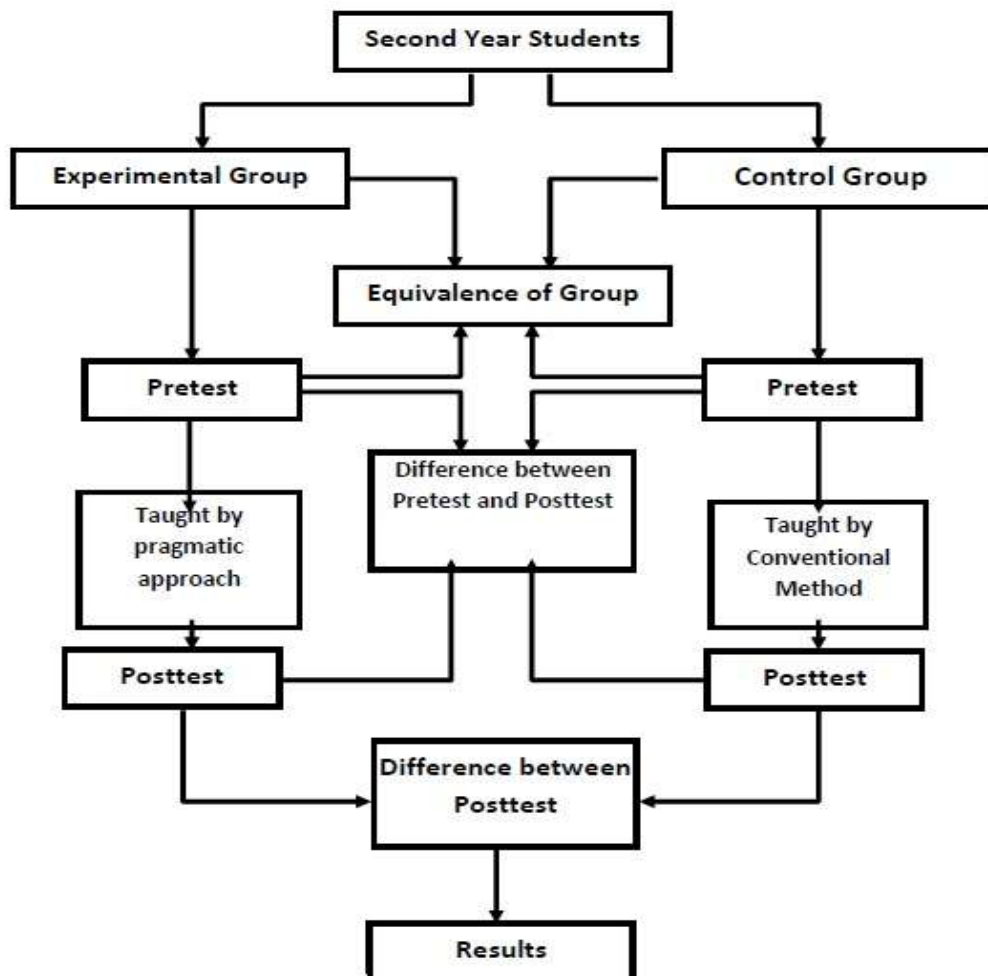 Second Year Students
Experimental Group
Control Group
Equivalence of Group
Pretest
Pretest
Difference between
Pretest and Posttest
Taught by
pragmatic
approach
Taught by
Conventional
Method
Posttest
Posttest
Difference between
Posttest
Results